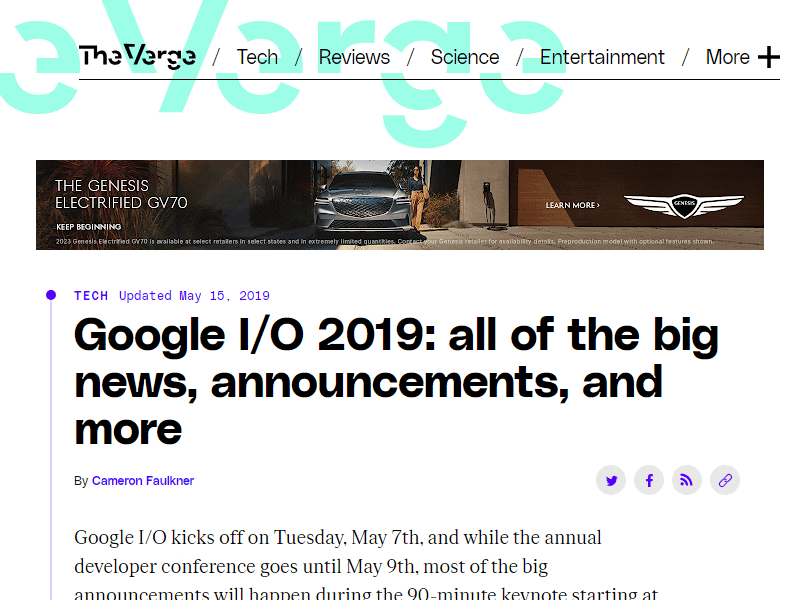 The Verge / Tech / Reviews / Science / Entertainment / More
THE GENESIS
ELECTRIFIED GV70
KEEP BEGINNING
LEARN MORE ›
GENESIS
2023 Genesis Electrified GV70 is available at select retailers in select states and in extremely limited quantities. Contact your Genesis retailer for availability details. Preproduction model with optional features shown.
TECH Updated May 15, 2019
Google I/O 2019: all of the big
news, announcements, and
more
By Cameron Faulkner
Google I/O kicks off on Tuesday, May 7th, and while the annual
developer conference goes until May 9th, most of the big
announcements will happen during the 90-minute keynote starting at